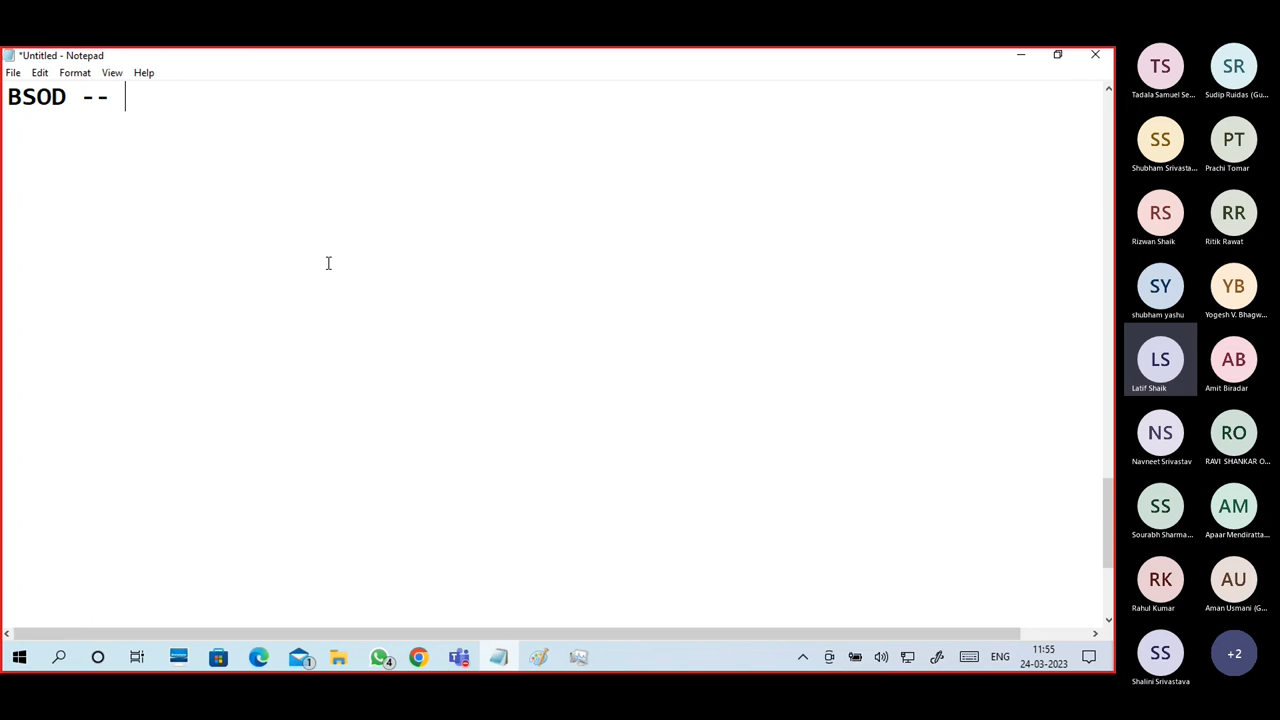 *Untitled - Notepad
File Edit Format View Help
BSOD --
TS SR
Tadala Samuel Se... Sudip Ruidas (Gu...
SS PT
Shubham Srivasta... Prachi Tomar
RS RR
Rizwan Shaik Ritik Rawat
SY YB
shubham yashu Yogesh V. Bhagw...
LS AB
Latif Shaik Amit Biradar
NS RO
Navneet Srivastav RAVI SHANKAR O...
SS AM
Sourabh Sharma... Apaar Mendiratta...
RK AU
Rahul Kumar Aman Usmani (G...
SS +2
Shalini Srivastava
1 4 ENG 11:55
24-03-2023